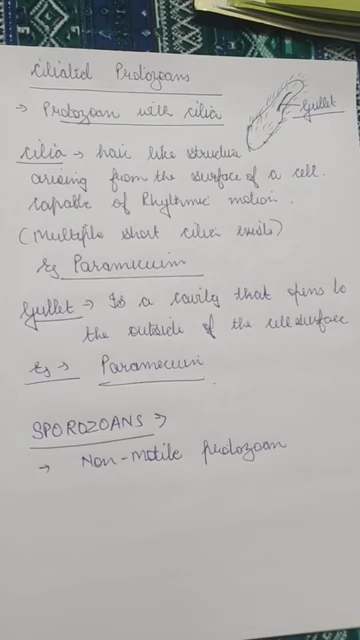 Ciliated Protozoans
→ Protozoan with cilia
Gullet
Cilia → hair like structure
arising from the surface of a cell.
capable of Rhythmic motion.
(Multiple short cilia exists)
Eg Paramecium
Gullet → Is a cavity that opens to
the outside of the cell surface
Eg → Paramecium
SPOROZOANS →
→ Non-motile protozoan